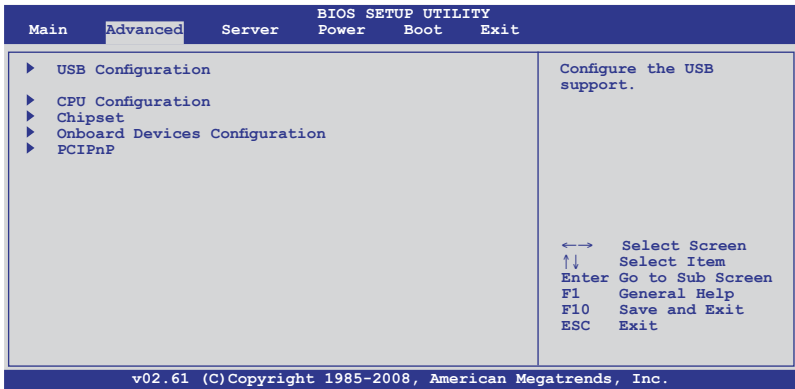 BIOS SETUP UTILITY
Main Advanced Server Power Boot Exit
USB Configuration
CPU Configuration
Chipset
Onboard Devices Configuration
PCIPnP
Configure the USB
support.
←→ Select Screen
↑↓ Select Item
Enter Go to Sub Screen
F1 General Help
F10 Save and Exit
ESC Exit
v02.61 (C)Copyright 1985-2008, American Megatrends, Inc.